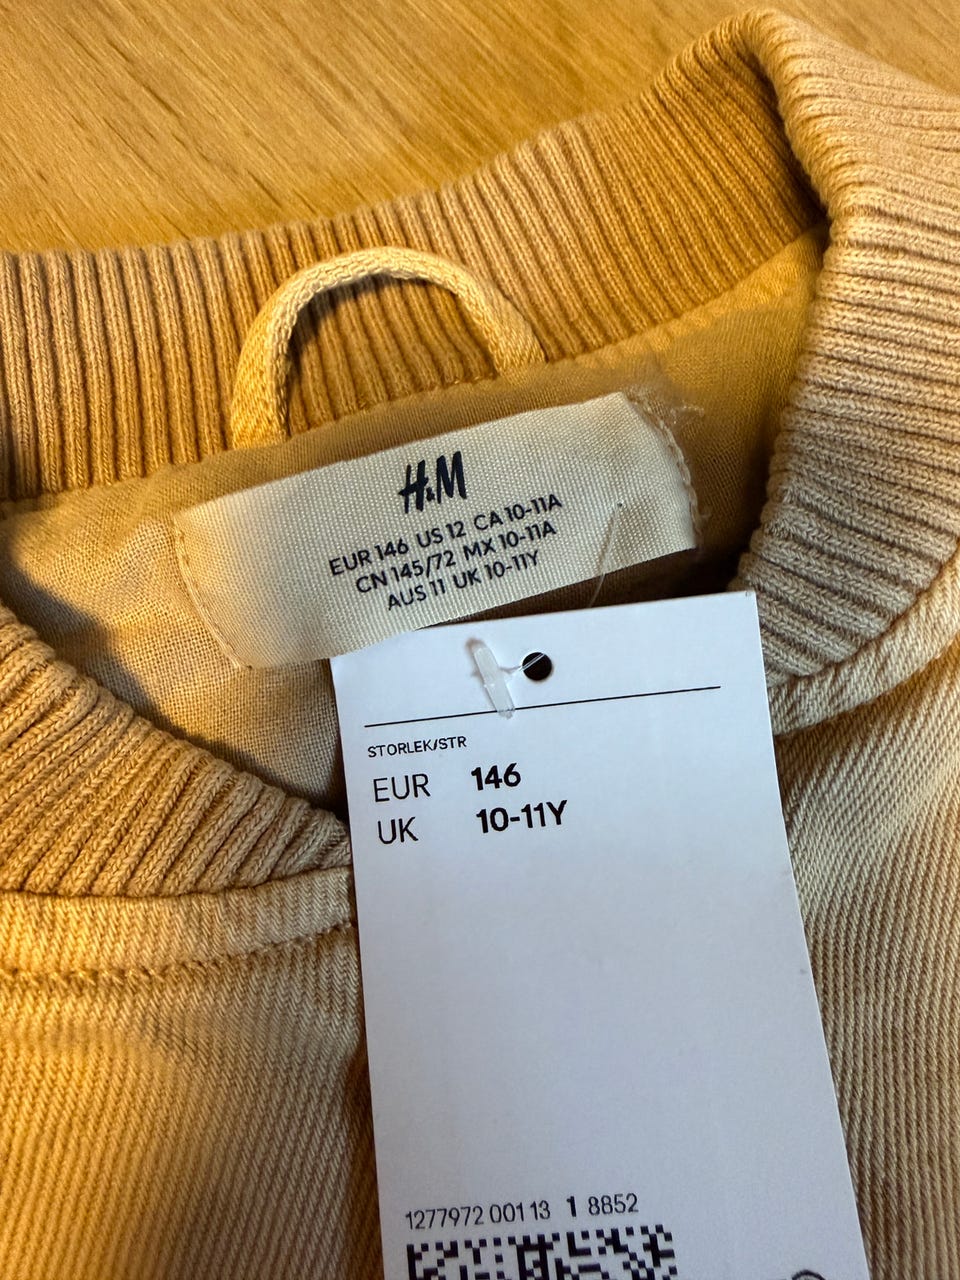 H&M
EUR 146 US 12 CA 10-11A
CN 145/72 MX 10-11A
AUS 11 UK 10-11Y
STORLEK/STR
EUR 146
UK 10-11Y
1277972 001 13 1 8852